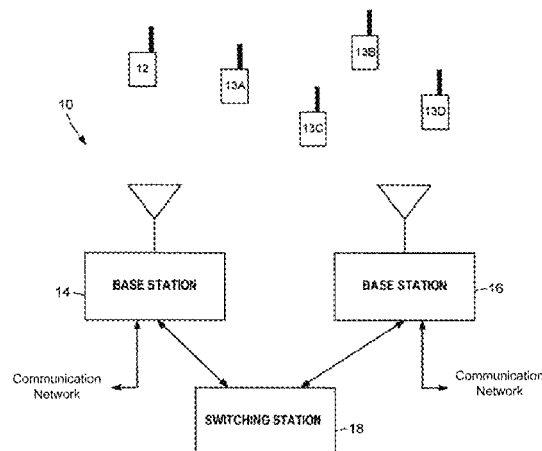 12
13A
13B
13C
13D
10
BASE STATION
14
BASE STATION
16
Communication
Network
Communication
Network
SWITCHING STATION
18